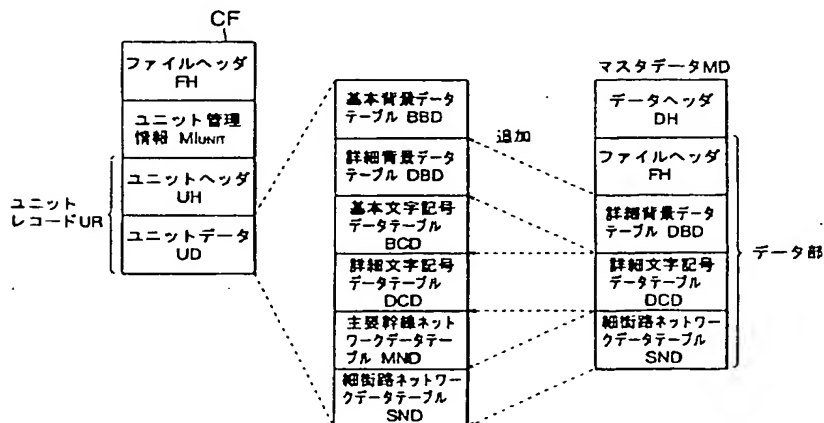 CF
ファイルヘッダ
FH
ユニット管理
情報 MIUNIT
ユニットヘッダ
UH
ユニットデータ
UD
ユニット
レコードUR
基本背景データ
テーブル BBD
詳細背景データ
テーブル DBD
基本文字記号
データテーブル
BCD
詳細文字記号
データテーブル
DCD
主要幹線ネット
ワークデータテー
ブル MND
細街路ネットワー
クデータテーブル
SND
追加
マスタデータMD
データヘッダ
DH
ファイルヘッダ
FH
詳細背景データ
テーブル DBD
詳細文字記号
データテーブル
DCD
細街路ネットワー
クデータテーブル
SND
データ部